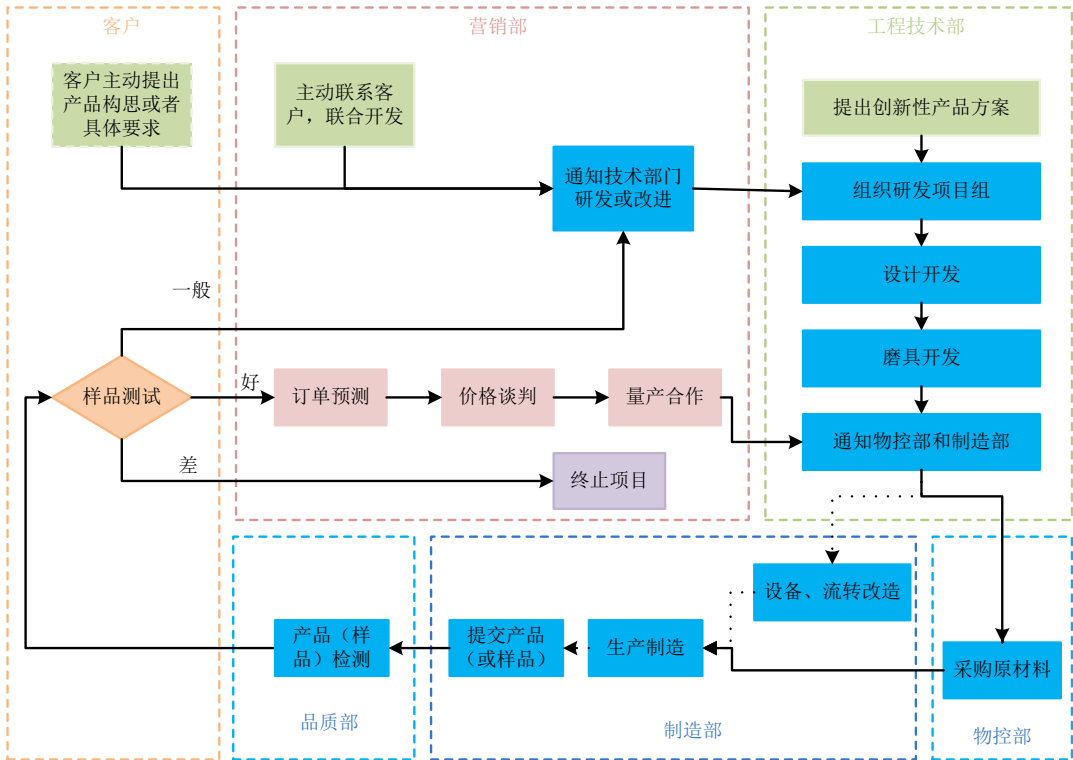 客户
营销部
工程技术部
客户主动提出
产品构思或者
具体要求
主动联系客
户，联合开发
提出创新性产品方案
通知技术部门
研发或改进
组织研发项目组
设计开发
一般
磨具开发
样品测试
好
订单预测
价格谈判
量产合作
通知物控部和制造部
差
终止项目
设备、流转改造
产品（样
品）检测
提交产品
（或样品）
生产制造
采购原材料
品质部
制造部
物控部